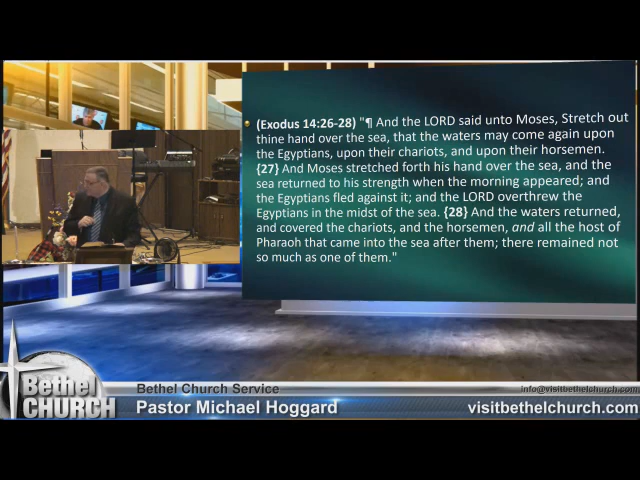 (Exodus 14:26-28) "¶ And the LORD said unto Moses, Stretch out
thine hand over the sea, that the waters may come again upon
the Egyptians, upon their chariots, and upon their horsemen.
{27} And Moses stretched forth his hand over the sea, and the
sea returned to his strength when the morning appeared; and
the Egyptians fled against it; and the LORD overthrew the
Egyptians in the midst of the sea. {28} And the waters returned,
and covered the chariots, and the horsemen, and all the host of
Pharaoh that came into the sea after them; there remained not
so much as one of them."
Bethel
CHURCH
Bethel Church Service
info@visitbethelchurch.com
Pastor Michael Hoggard
visitbethelchurch.com